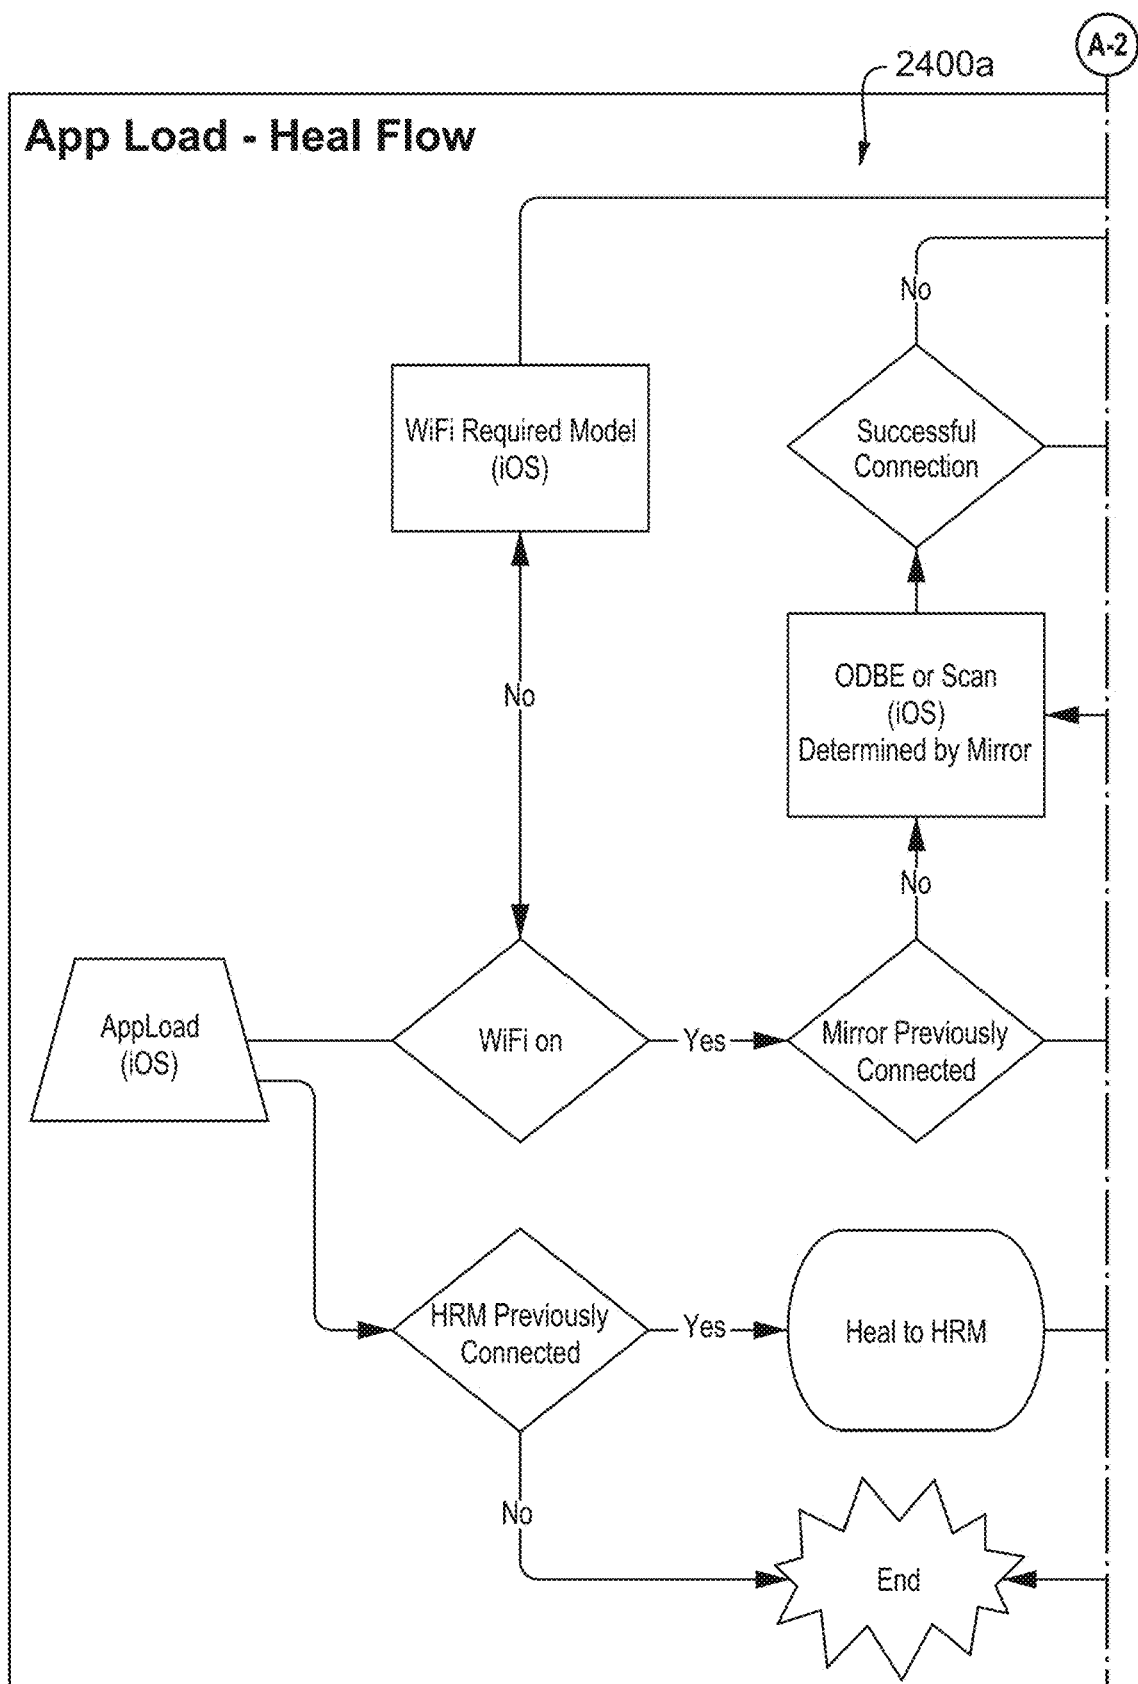 A-2
2400a
App Load - Heal Flow
No
WiFi Required Model
(iOS)
Successful
Connection
No
ODBE or Scan
(iOS)
Determined by Mirror
No
AppLoad
(iOS)
WiFi on
Yes
Mirror Previously
Connected
HRM Previously
Connected
Yes
Heal to HRM
No
End